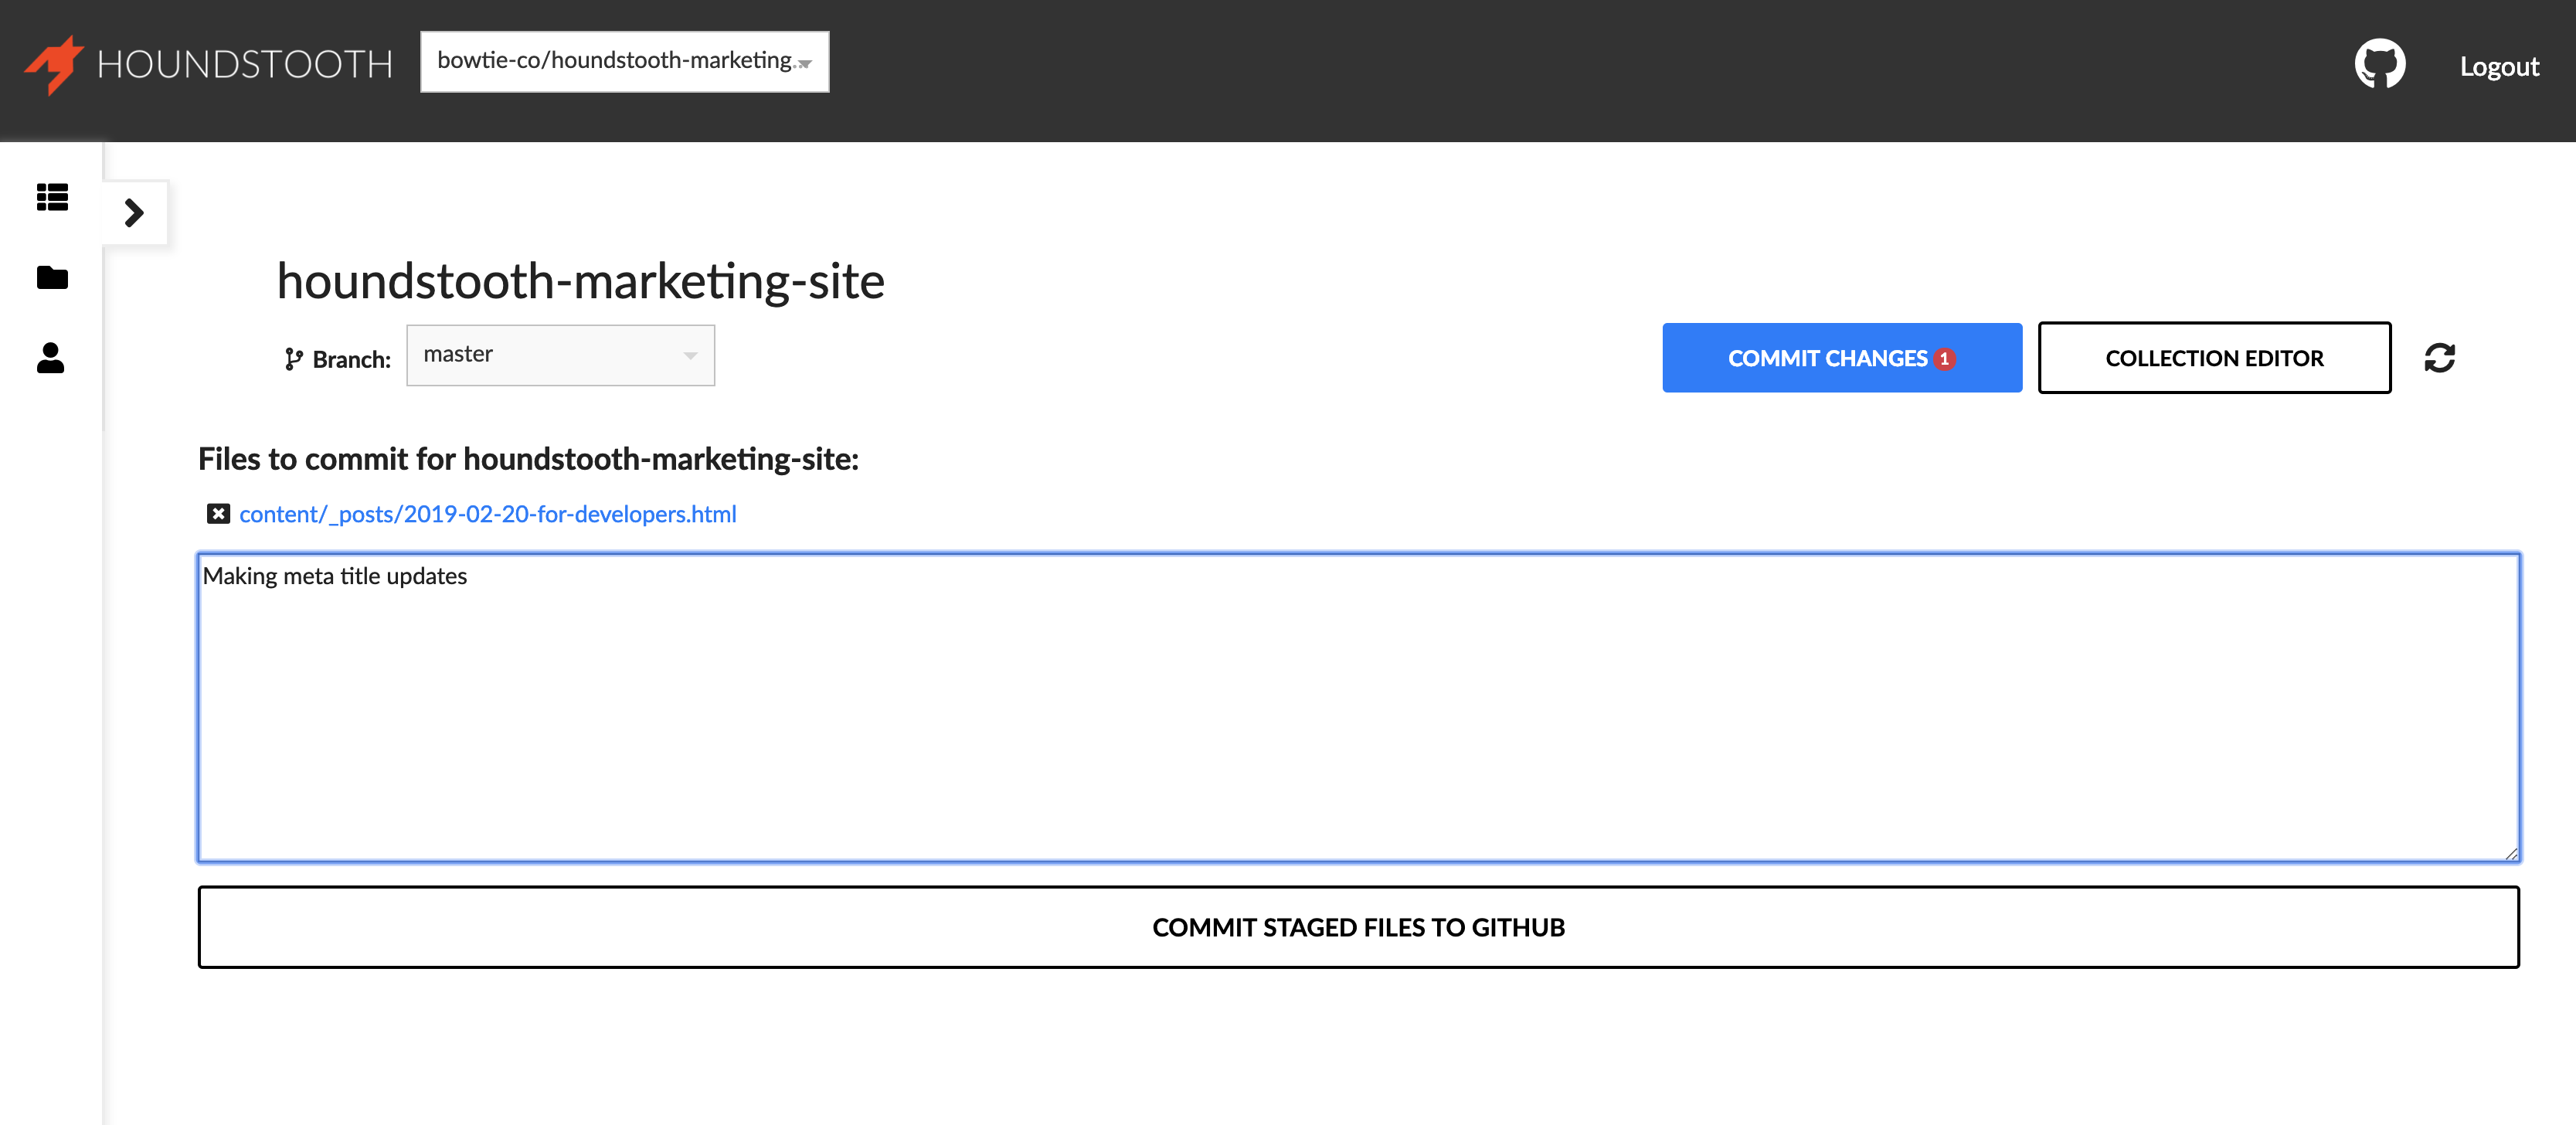 HOUNDSTOOTH
bowtie-co/houndstooth-marketing...
Logout
houndstooth-marketing-site
Branch:
master
COMMIT CHANGES 1
COLLECTION EDITOR
Files to commit for houndstooth-marketing-site:
content/_posts/2019-02-20-for-developers.html
Making meta title updates
COMMIT STAGED FILES TO GITHUB